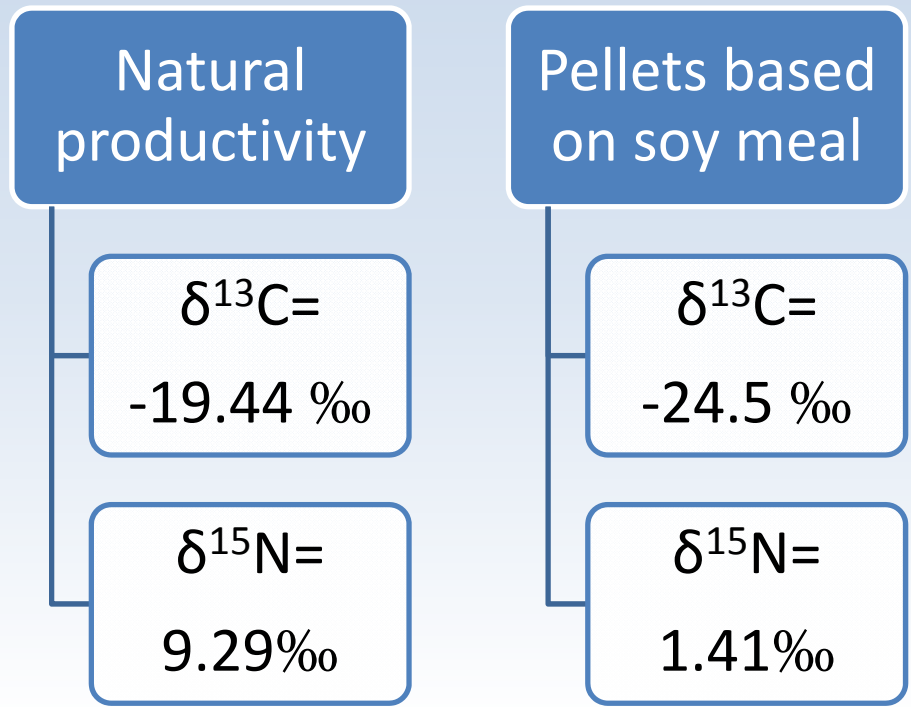 Natural
productivity
δ¹³C=
-19.44 ‰
δ¹⁵N=
9.29‰
Pellets based
on soy meal
δ¹³C=
-24.5 ‰
δ¹⁵N=
1.41‰